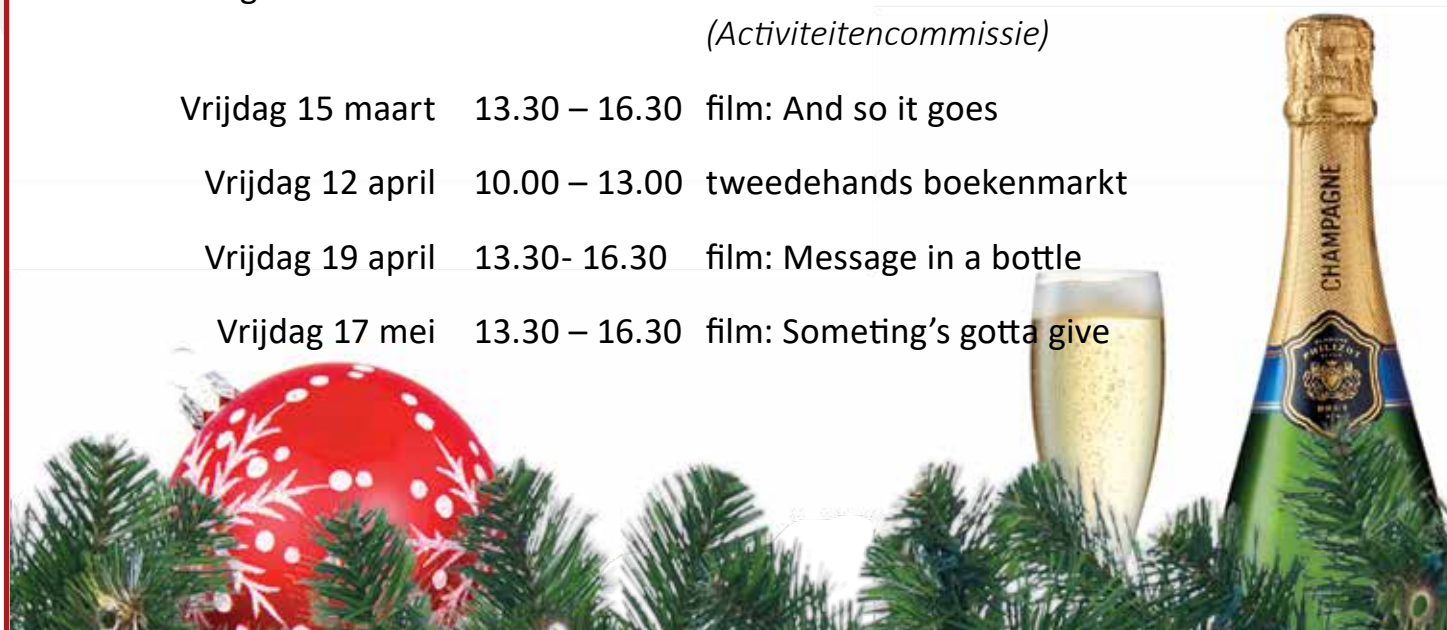 (Activiteitencommissie)
Vrijdag 15 maart 13.30 – 16.30 film: And so it goes
Vrijdag 12 april 10.00 – 13.00 tweedehands boekenmarkt
Vrijdag 19 april 13.30- 16.30 film: Message in a bottle
Vrijdag 17 mei 13.30 – 16.30 film: Someting's gotta give
CHAMPAGNE
PHILIZOT
BRUT